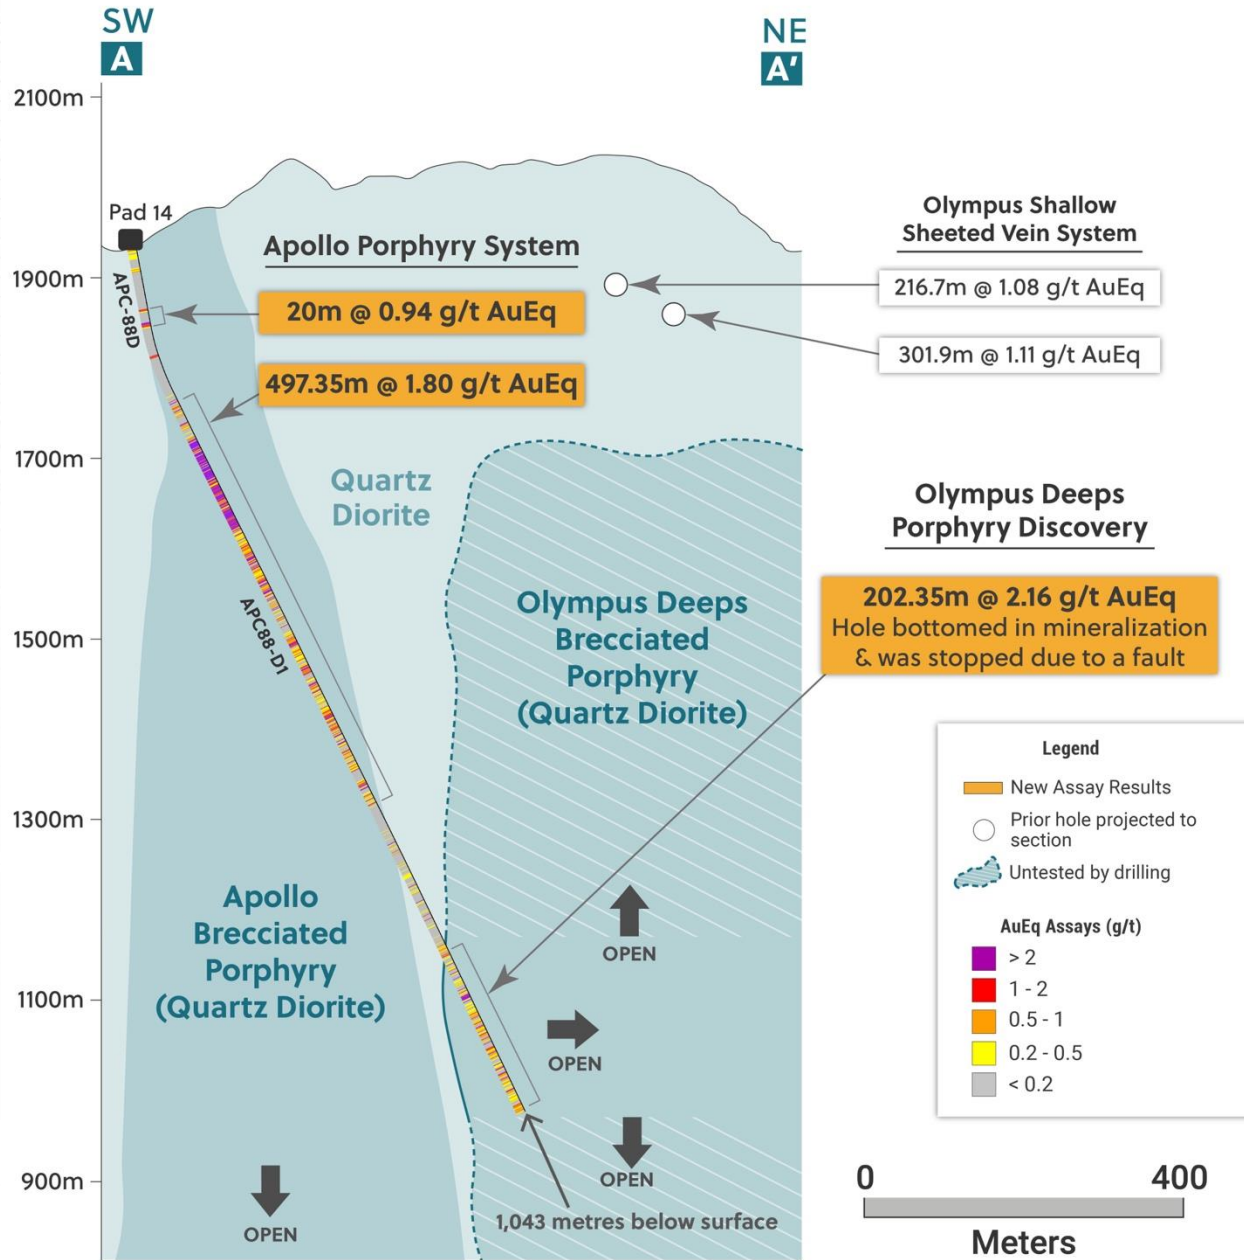 SW
A
NE
A'
2100m
1900m
1700m
1500m
1300m
1100m
900m
Pad 14
APC-88D
APC88-D1
Apollo Porphyry System
20m @ 0.94 g/t AuEq
497.35m @ 1.80 g/t AuEq
Quartz
Diorite
Olympus Shallow
Sheeted Vein System
216.7m @ 1.08 g/t AuEq
301.9m @ 1.11 g/t AuEq
Olympus Deeps
Porphyry Discovery
202.35m @ 2.16 g/t AuEq
Hole bottomed in mineralization
& was stopped due to a fault
Olympus Deeps
Brecciated
Porphyry
(Quartz Diorite)
Apollo
Brecciated
Porphyry
(Quartz Diorite)
OPEN
OPEN
OPEN
OPEN
1,043 metres below surface
Legend
New Assay Results
Prior hole projected to
section
Untested by drilling
AuEq Assays (g/t)
> 2
1 - 2
0.5 - 1
0.2 - 0.5
< 0.2
0 400
Meters